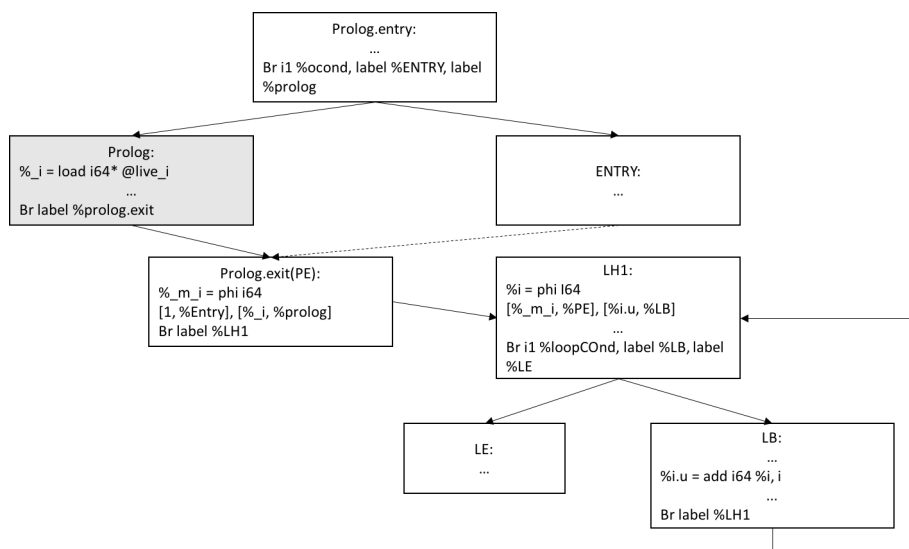 Prolog.entry:
...
Br i1 %ocond, label %ENTRY, label
%prolog
Prolog:
%_i = load i64* @live_i
...
Br label %prolog.exit
ENTRY:
...
Prolog.exit(PE):
%_m_i = phi i64
[1, %Entry], [%_i, %prolog]
Br label %LH1
LH1:
%i = phi I64
[%_m_i, %PE], [%i.u, %LB]
...
Br i1 %loopCOnd, label %LB, label
%LE
LE:
...
LB:
...
%i.u = add i64 %i, i
...
Br label %LH1